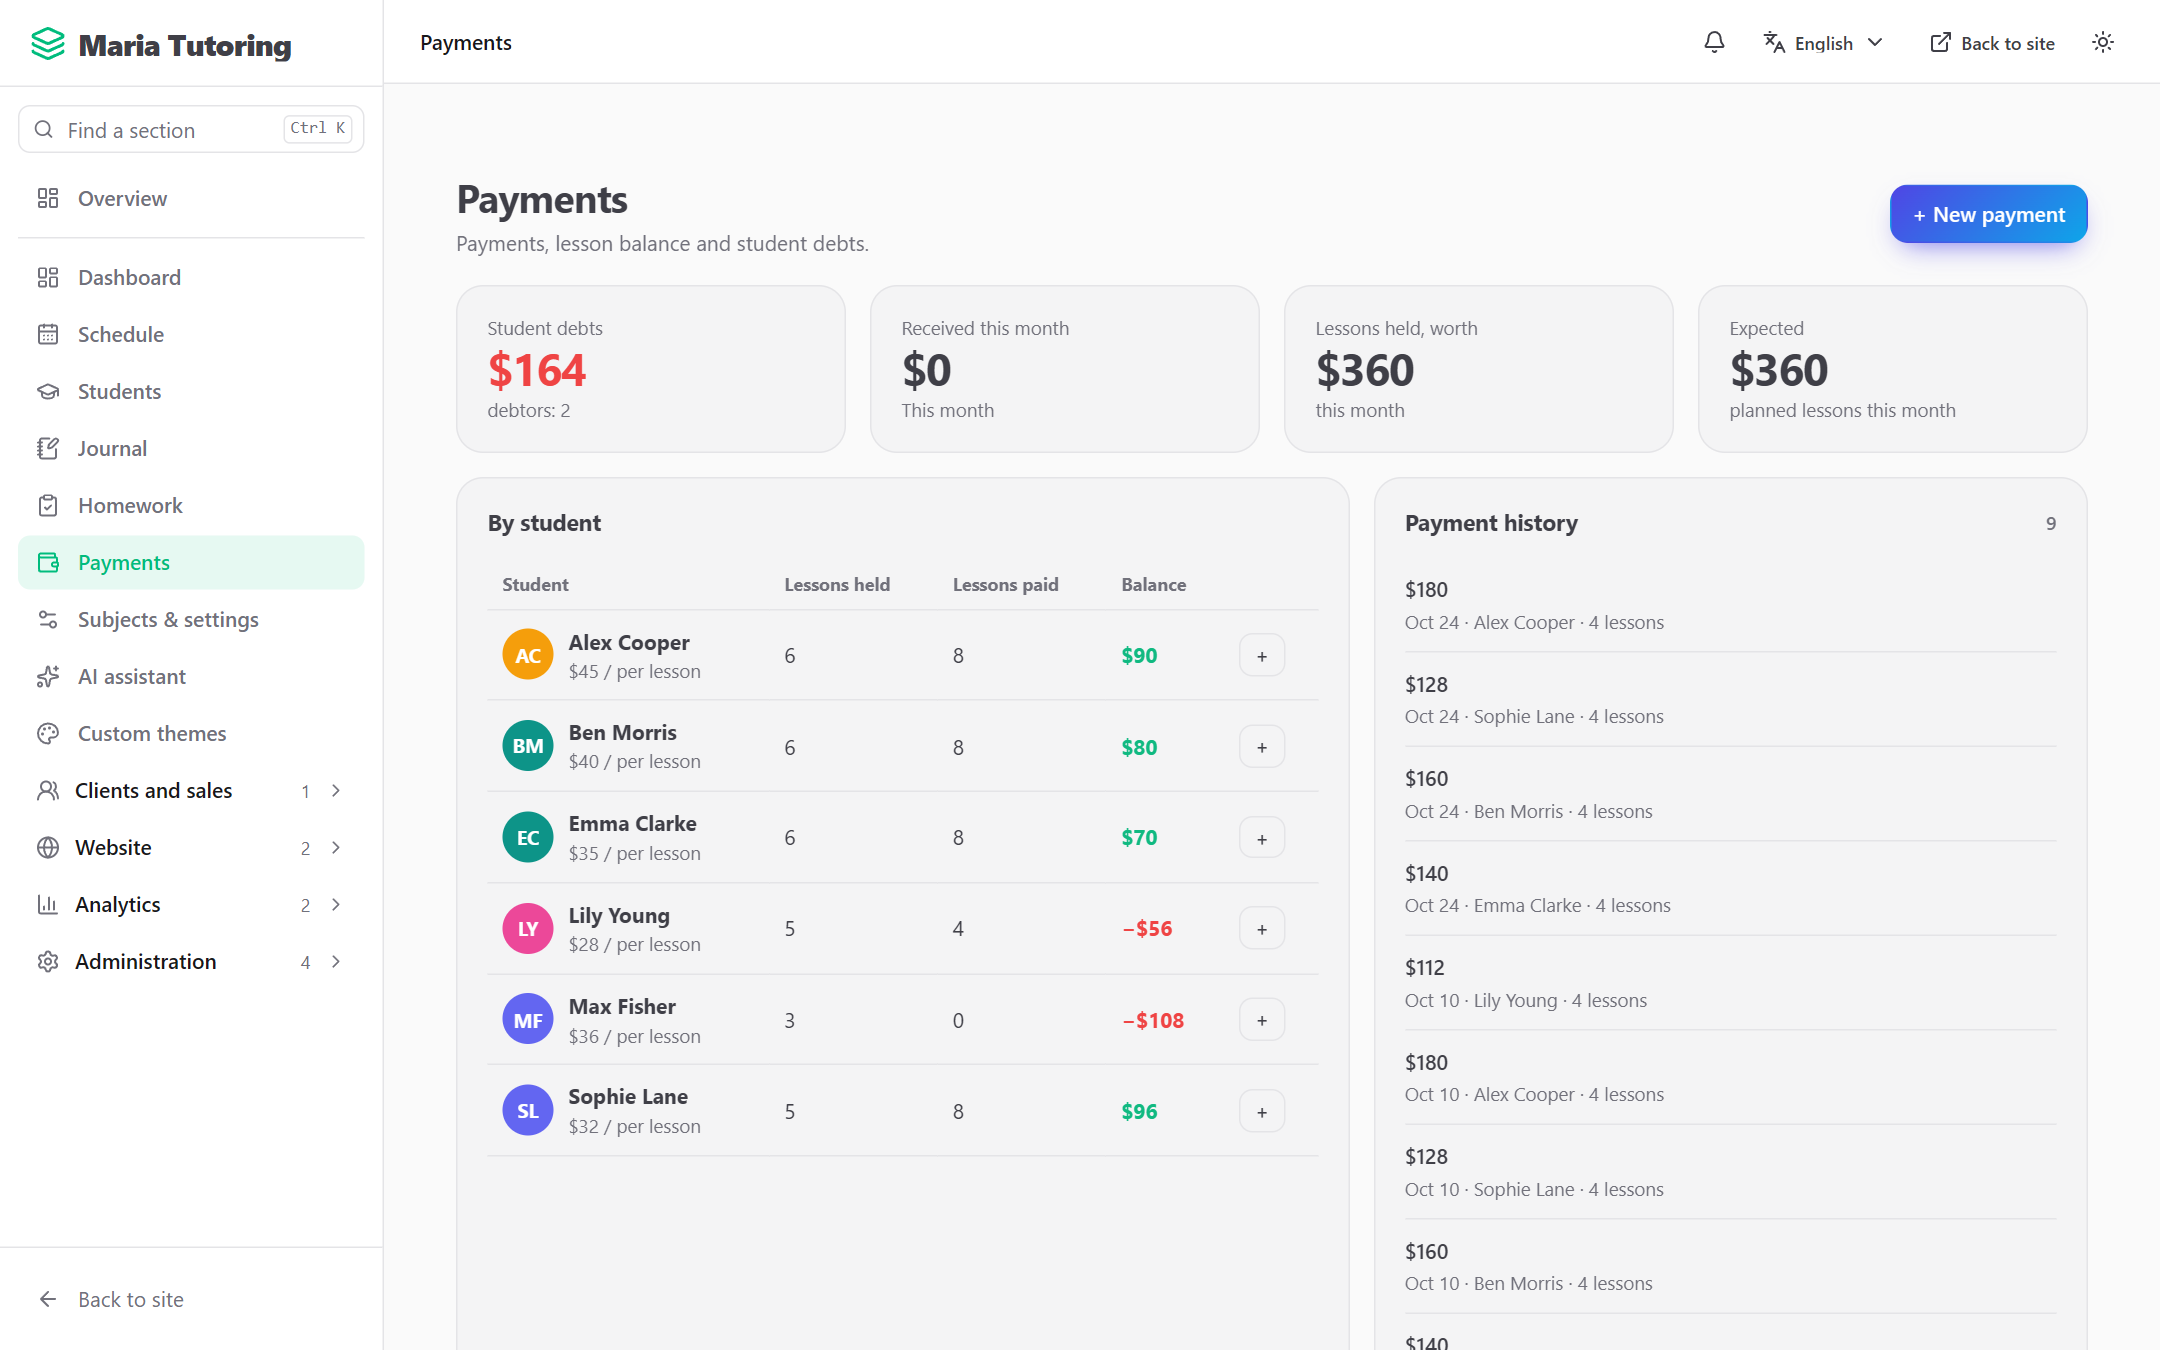 Maria Tutoring
Find a section
Ctrl K
Overview
Dashboard
Schedule
Students
Journal
Homework
Payments
Subjects & settings
AI assistant
Custom themes
Clients and sales 1
Website 2
Analytics 2
Administration 4
Back to site
Payments
English
Back to site
Payments
Payments, lesson balance and student debts.
+ New payment
Student debts
$164
debtors: 2
Received this month
$0
This month
Lessons held, worth
$360
this month
Expected
$360
planned lessons this month
By student
Student Lessons held Lessons paid Balance
AC Alex Cooper
$45 / per lesson
6 8 $90 +
BM Ben Morris
$40 / per lesson
6 8 $80 +
EC Emma Clarke
$35 / per lesson
6 8 $70 +
LY Lily Young
$28 / per lesson
5 4 −$56 +
MF Max Fisher
$36 / per lesson
3 0 −$108 +
SL Sophie Lane
$32 / per lesson
5 8 $96 +
Payment history 9
$180
Oct 24 · Alex Cooper · 4 lessons
$128
Oct 24 · Sophie Lane · 4 lessons
$160
Oct 24 · Ben Morris · 4 lessons
$140
Oct 24 · Emma Clarke · 4 lessons
$112
Oct 10 · Lily Young · 4 lessons
$180
Oct 10 · Alex Cooper · 4 lessons
$128
Oct 10 · Sophie Lane · 4 lessons
$160
Oct 10 · Ben Morris · 4 lessons
$140